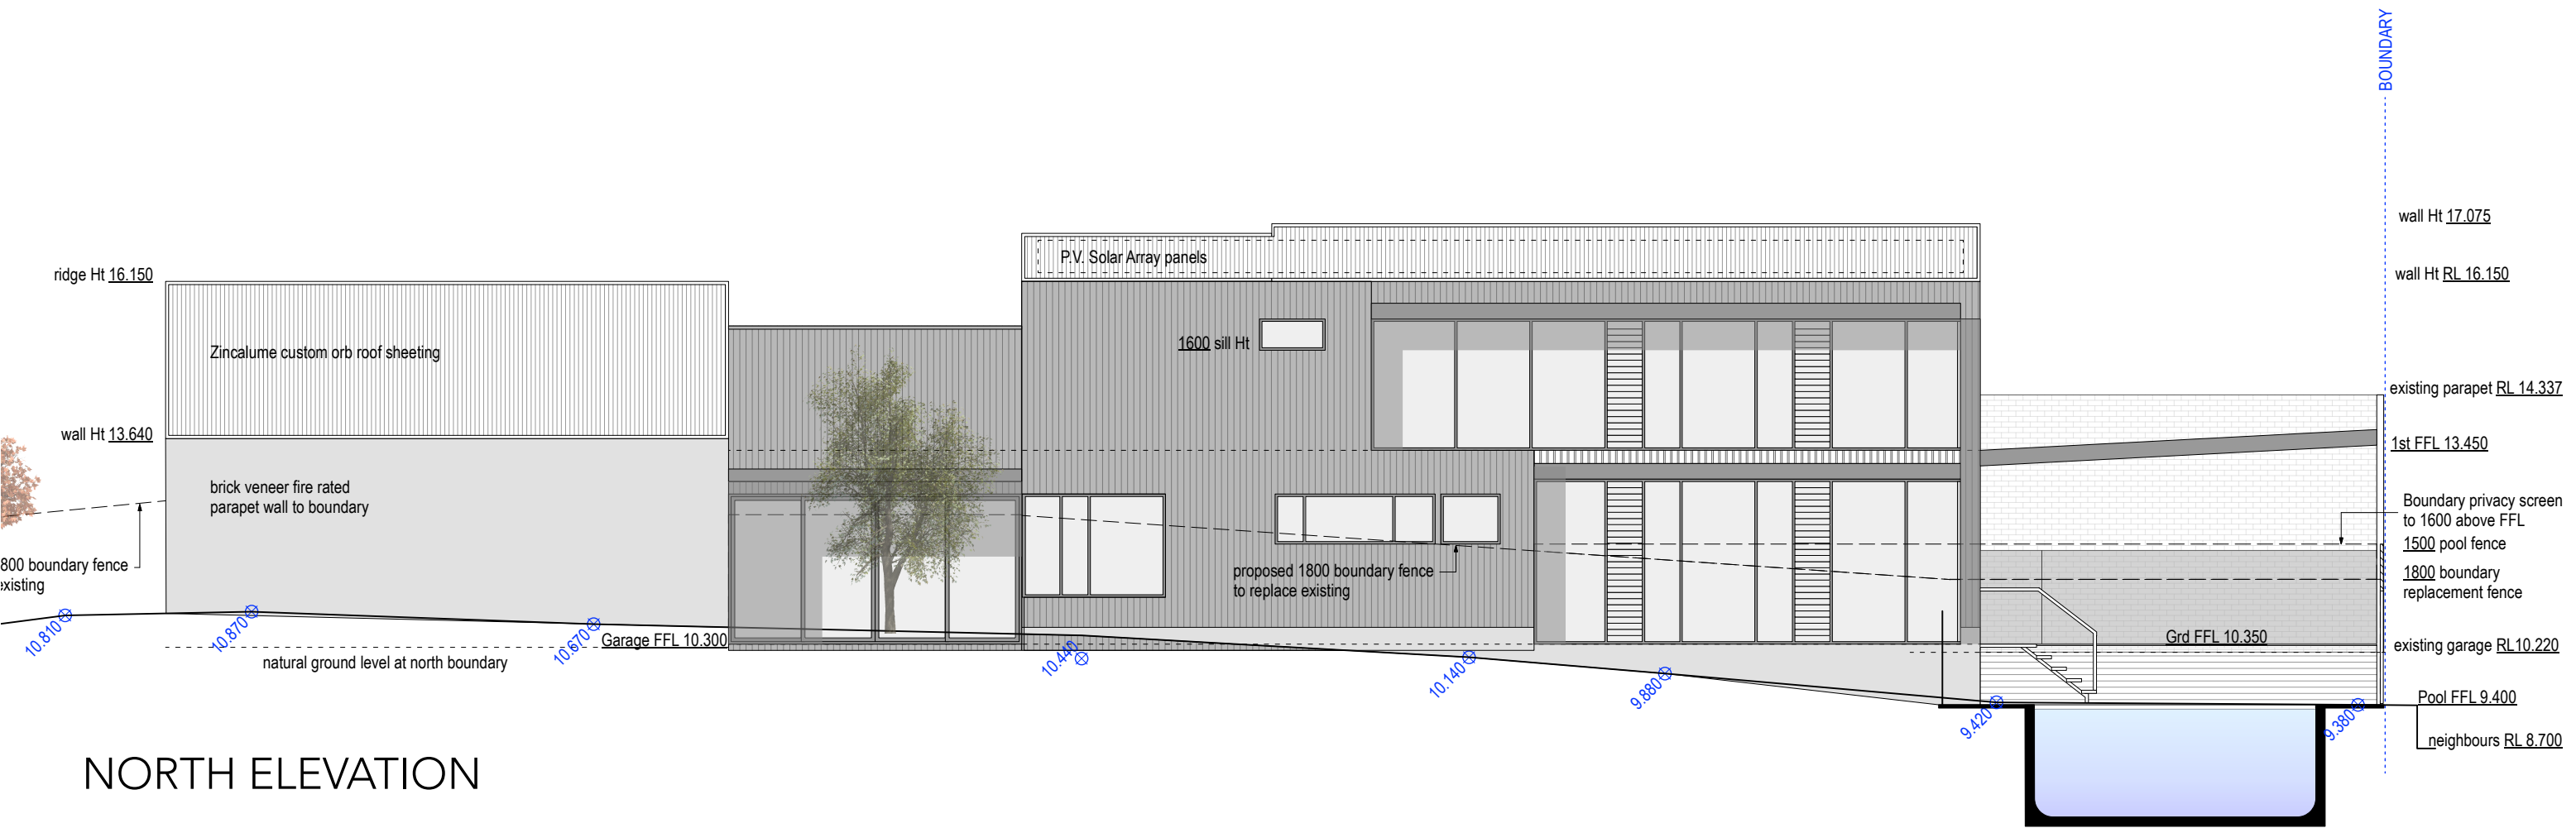 BOUNDARY
wall Ht 17.075
P.V. Solar Array panels
ridge Ht 16.150
wall Ht RL 16.150
1600 sill Ht
Zincalume custom orb roof sheeting
existing parapet RL 14.337
wall Ht 13.640
1st FFL 13.450
brick veneer fire rated
parapet wall to boundary
Boundary privacy screen
to 1600 above FFL
1500 pool fence
800 boundary fence
existing
proposed 1800 boundary fence
to replace existing
1800 boundary
replacement fence
10.810
10.870
10.670
Garage FFL 10.300
natural ground level at north boundary
10.440
10.140
9.880
9.420
Grd FFL 10.350
existing garage RL10.220
9.380
Pool FFL 9.400
neighbours RL 8.700
NORTH ELEVATION